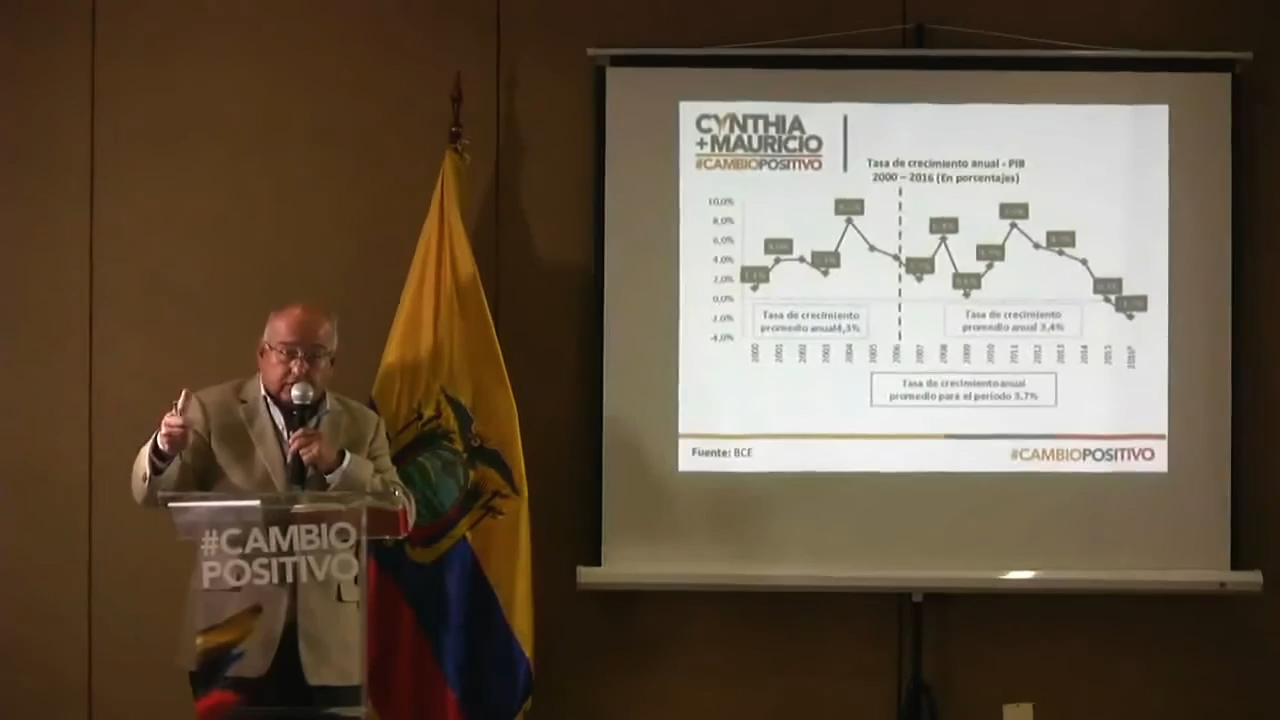 CYNTHIA
+MAURICIO
#CAMBIOPOSITIVO
Tasa de crecimiento anual - PIB
2000 – 2016 (En porcentajes)
10,0%
8,0%
6,0%
4,0%
2,0%
0,0%
-2,0%
-4,0%
Tasa de crecimiento
promedio anual4,3%
Tasa de crecimiento
promedio anual 3,4%
2000
2001
2002
2003
2004
2005
2006
2007
2008
2009
2010
2011
2012
2013
2014
2015
Tasa de crecimiento anual
promedio para el período 3,7%
Fuente: BCE
#CAMBIOPOSITIVO
#CAMBIO
POSITIVO